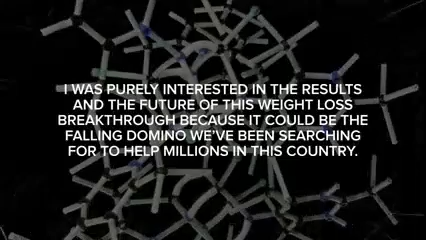 I WAS PURELY INTERESTED IN THE RESULTS
AND THE FUTURE OF THIS WEIGHT LOSS
BREAKTHROUGH BECAUSE IT COULD BE THE
FALLING DOMINO WE'VE BEEN SEARCHING
FOR TO HELP MILLIONS IN THIS COUNTRY.